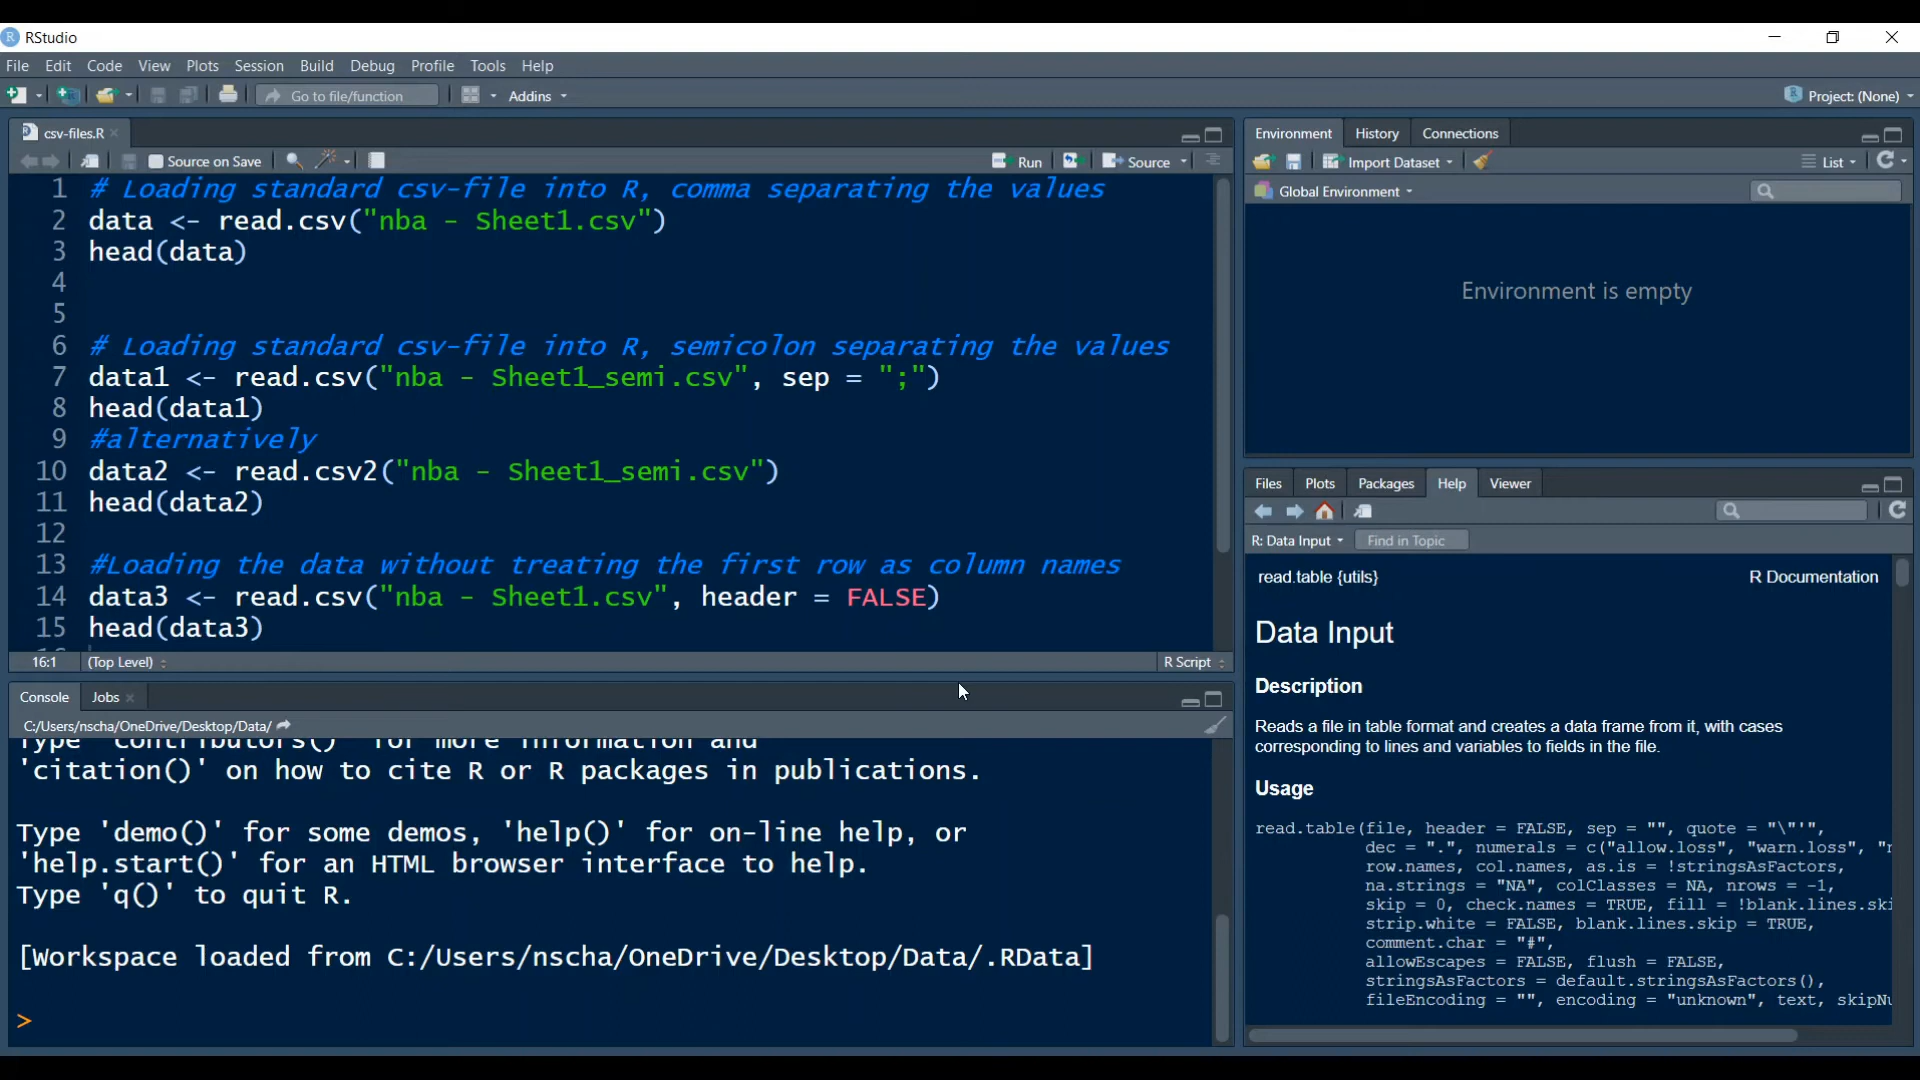 RStudio
File Edit Code View Plots Session Build Debug Profile Tools Help
Go to file/function Addins Project: (None)
csv-files.R
Source on Save Run Source
1 # Loading standard csv-file into R, comma separating the values
2 data <- read.csv("nba - Sheet1.csv")
3 head(data)
4
5
6 # Loading standard csv-file into R, semicolon separating the values
7 data1 <- read.csv("nba - Sheet1_semi.csv", sep = ";")
8 head(data1)
9 #alternatively
10 data2 <- read.csv2("nba - Sheet1_semi.csv")
11 head(data2)
12
13 #Loading the data without treating the first row as column names
14 data3 <- read.csv("nba - Sheet1.csv", header = FALSE)
15 head(data3)
16:1 (Top Level) R Script
Console Jobs
C:/Users/nscha/OneDrive/Desktop/Data/
Type 'contributors()' for more information and
'citation()' on how to cite R or R packages in publications.
Type 'demo()' for some demos, 'help()' for on-line help, or
'help.start()' for an HTML browser interface to help.
Type 'q()' to quit R.
[Workspace loaded from C:/Users/nscha/OneDrive/Desktop/Data/.RData]
>
Environment History Connections
Import Dataset List
Global Environment
Environment is empty
Files Plots Packages Help Viewer
R: Data Input Find in Topic
read.table {utils} R Documentation
Data Input
Description
Reads a file in table format and creates a data frame from it, with cases
corresponding to lines and variables to fields in the file.
Usage
read.table(file, header = FALSE, sep = "", quote = "\"'",
dec = ".", numerals = c("allow.loss", "warn.loss", "n
row.names, col.names, as.is = !stringsAsFactors,
na.strings = "NA", colClasses = NA, nrows = -1,
skip = 0, check.names = TRUE, fill = !blank.lines.ski
strip.white = FALSE, blank.lines.skip = TRUE,
comment.char = "#",
allowEscapes = FALSE, flush = FALSE,
stringsAsFactors = default.stringsAsFactors(),
fileEncoding = "", encoding = "unknown", text, skipNu